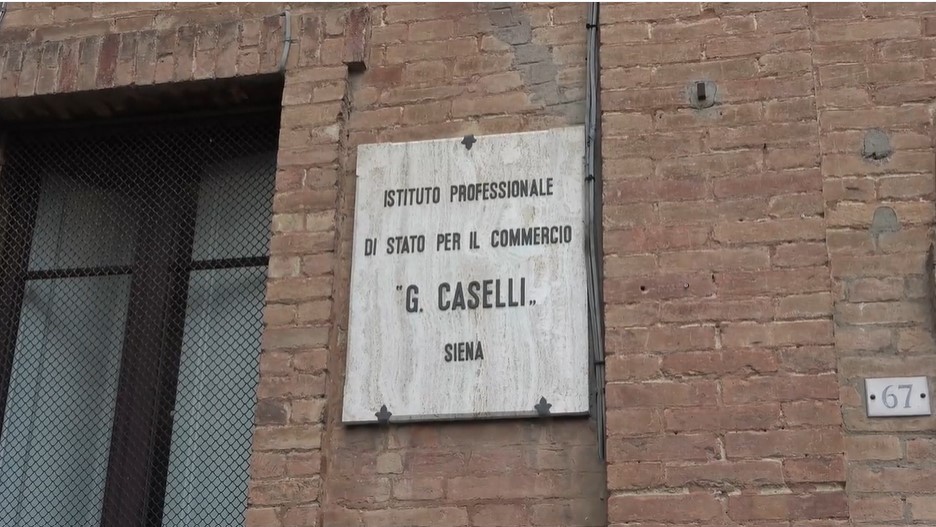 ISTITUTO PROFESSIONALE
DI STATO PER IL COMMERCIO
"G. CASELLI„
SIENA
67